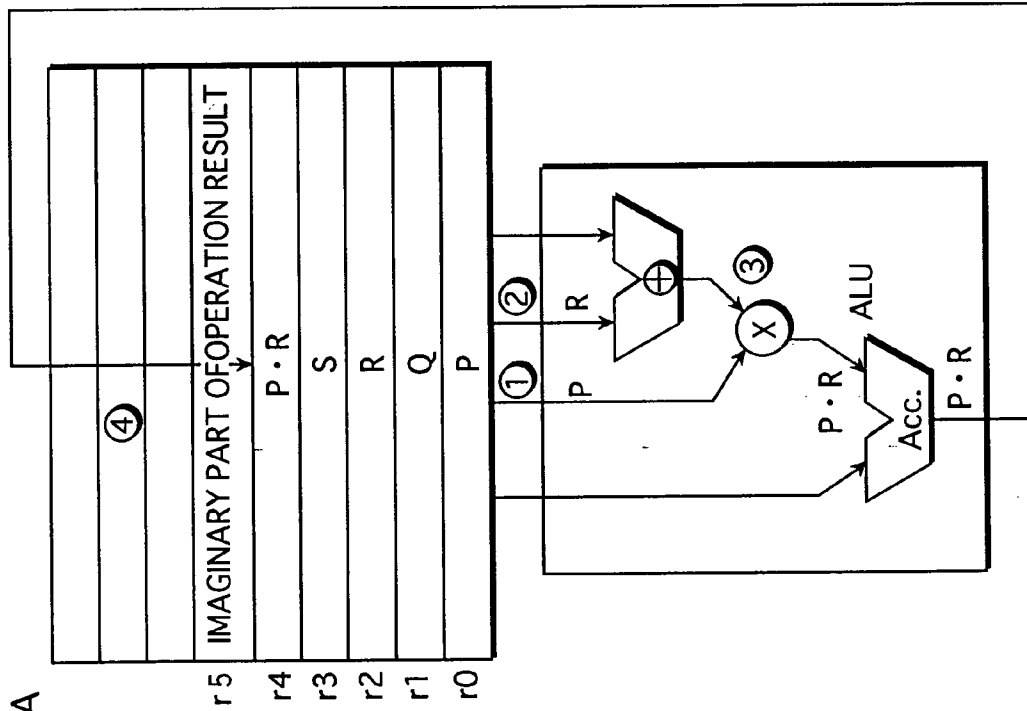 A
④
r5 IMAGINARY PART OFOPERATION RESULT
r4 P · R
r3 S
r2 R
r1 Q
r0 P
① ②
P R
+
③
X
ALU
P · R
Acc.
P · R